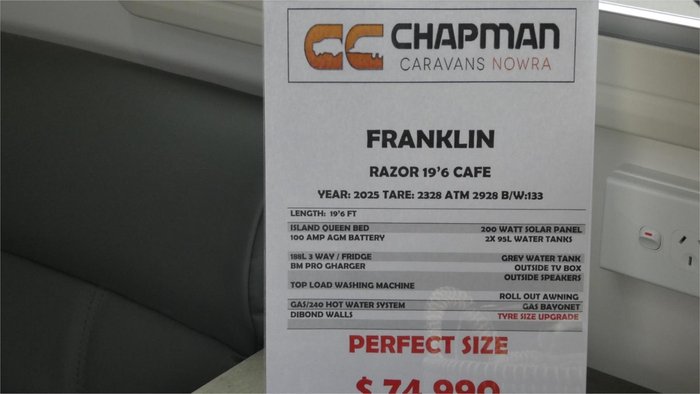 CHAPMAN
CARAVANS NOWRA
FRANKLIN
RAZOR 19'6 CAFE
YEAR: 2025 TARE: 2328 ATM 2928 B/W:133
LENGTH: 19'6 FT
ISLAND QUEEN BED 200 WATT SOLAR PANEL
100 AMP AGM BATTERY 2X 95L WATER TANKS
188L 3 WAY / FRIDGE GREY WATER TANK
BM PRO GHARGER OUTSIDE TV BOX
OUTSIDE SPEAKERS
TOP LOAD WASHING MACHINE
ROLL OUT AWNING
GAS/240 HOT WATER SYSTEM GAS BAYONET
DIBOND WALLS TYRE SIZE UPGRADE
PERFECT SIZE
$ 74,990